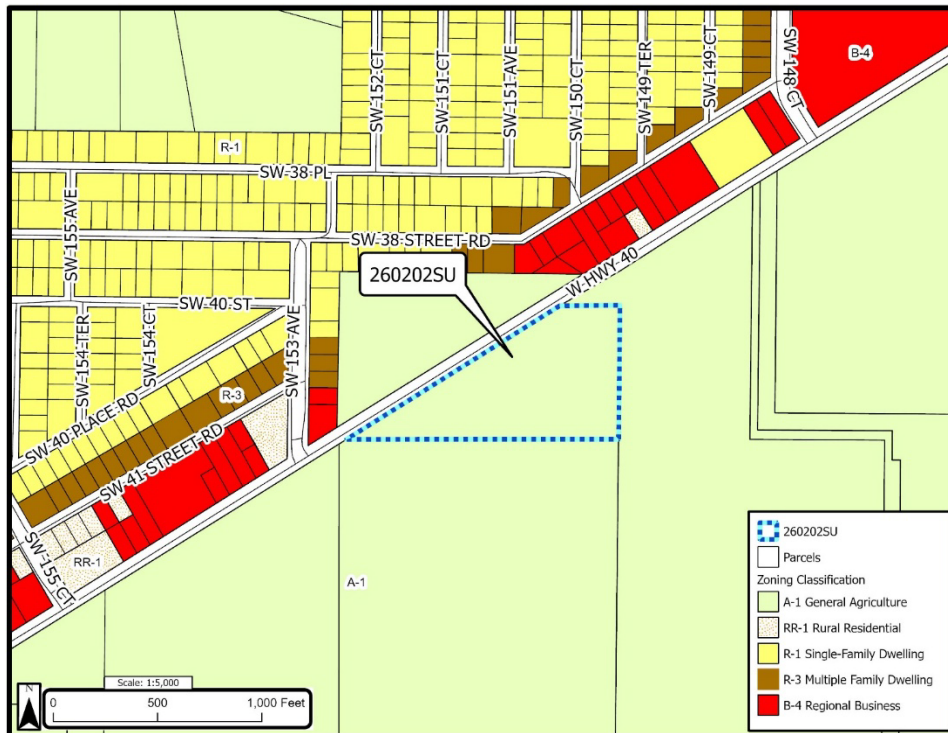 SW 152 CT
SW 151 CT
SW 151 AVE
SW 150 CT
SW 149 TER
SW 149 CT
SW 148 CT
B-4
R-1
SW 38 PL
SW 155 AVE
SW 38 STREET RD
260202SU
W HWY 40
SW 40 ST
SW 154 TER
SW 154 CT
SW 153 AVE
SW 40 PLACE RD
R-3
SW 41 STREET RD
SW 155 CT
RR-1
A-1
260202SU
Parcels
Zoning Classification
A-1 General Agriculture
RR-1 Rural Residential
R-1 Single-Family Dwelling
R-3 Multiple Family Dwelling
B-4 Regional Business
N
Scale: 1:5,000
0 500 1,000 Feet